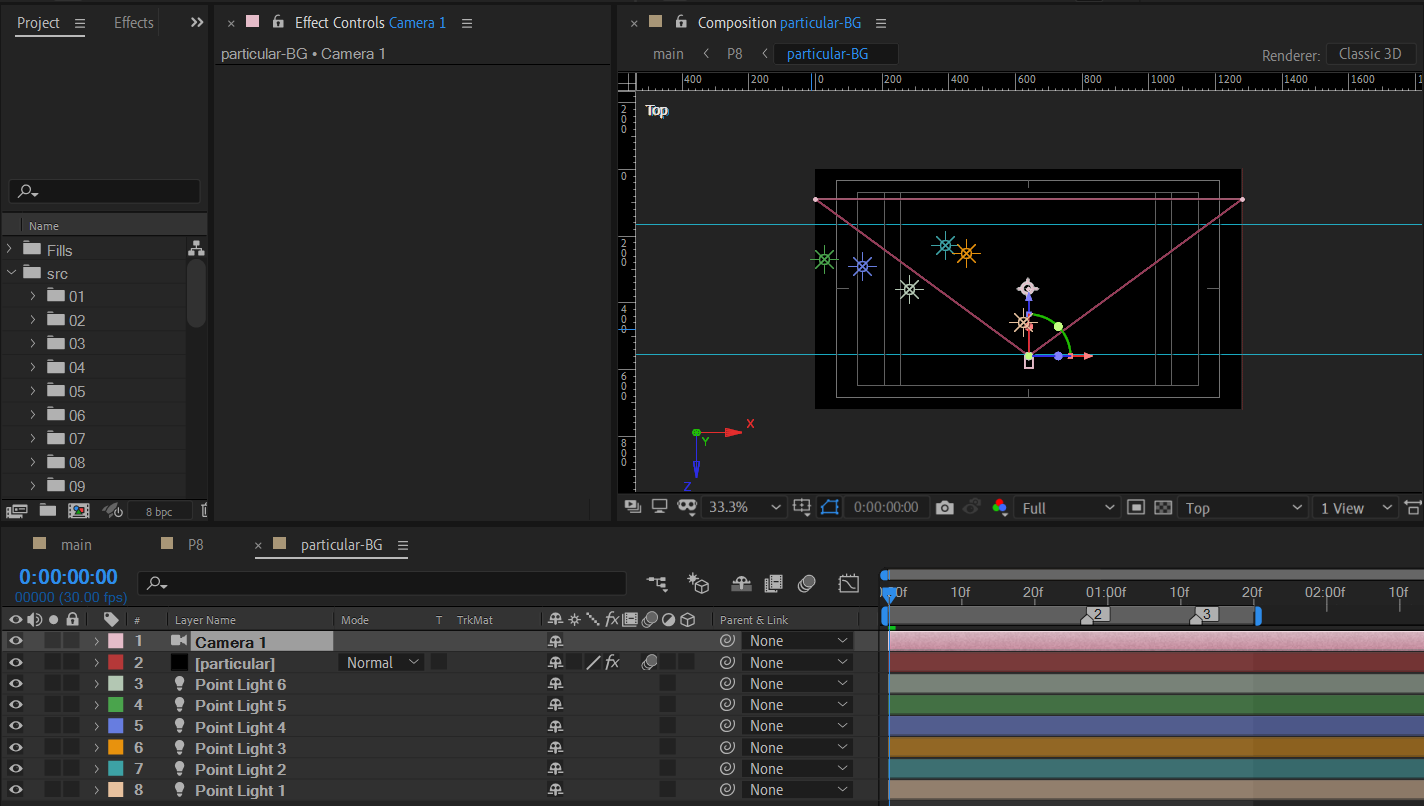 Project Effects
Effect Controls Camera 1
Composition particular-BG
particular-BG • Camera 1
main P8 particular-BG
Renderer: Classic 3D
400 200 0 200 400 600 800 1000 1200 1400 1600
Top
0
200
400
600
800
Name
Fills
src
01
02
03
04
05
06
07
08
09
X
Y
Z
8 bpc
33.3% 0:00:00:00 Full Top 1 View
main P8 particular-BG
0:00:00:00
00000 (30.00 fps)
10f 20f 01:00f 10f 20f 02:00f 10f
2 3
# Layer Name Mode T TrkMat fx Parent & Link
1 Camera 1 None
2 [particular] Normal fx None
3 Point Light 6 None
4 Point Light 5 None
5 Point Light 4 None
6 Point Light 3 None
7 Point Light 2 None
8 Point Light 1 None